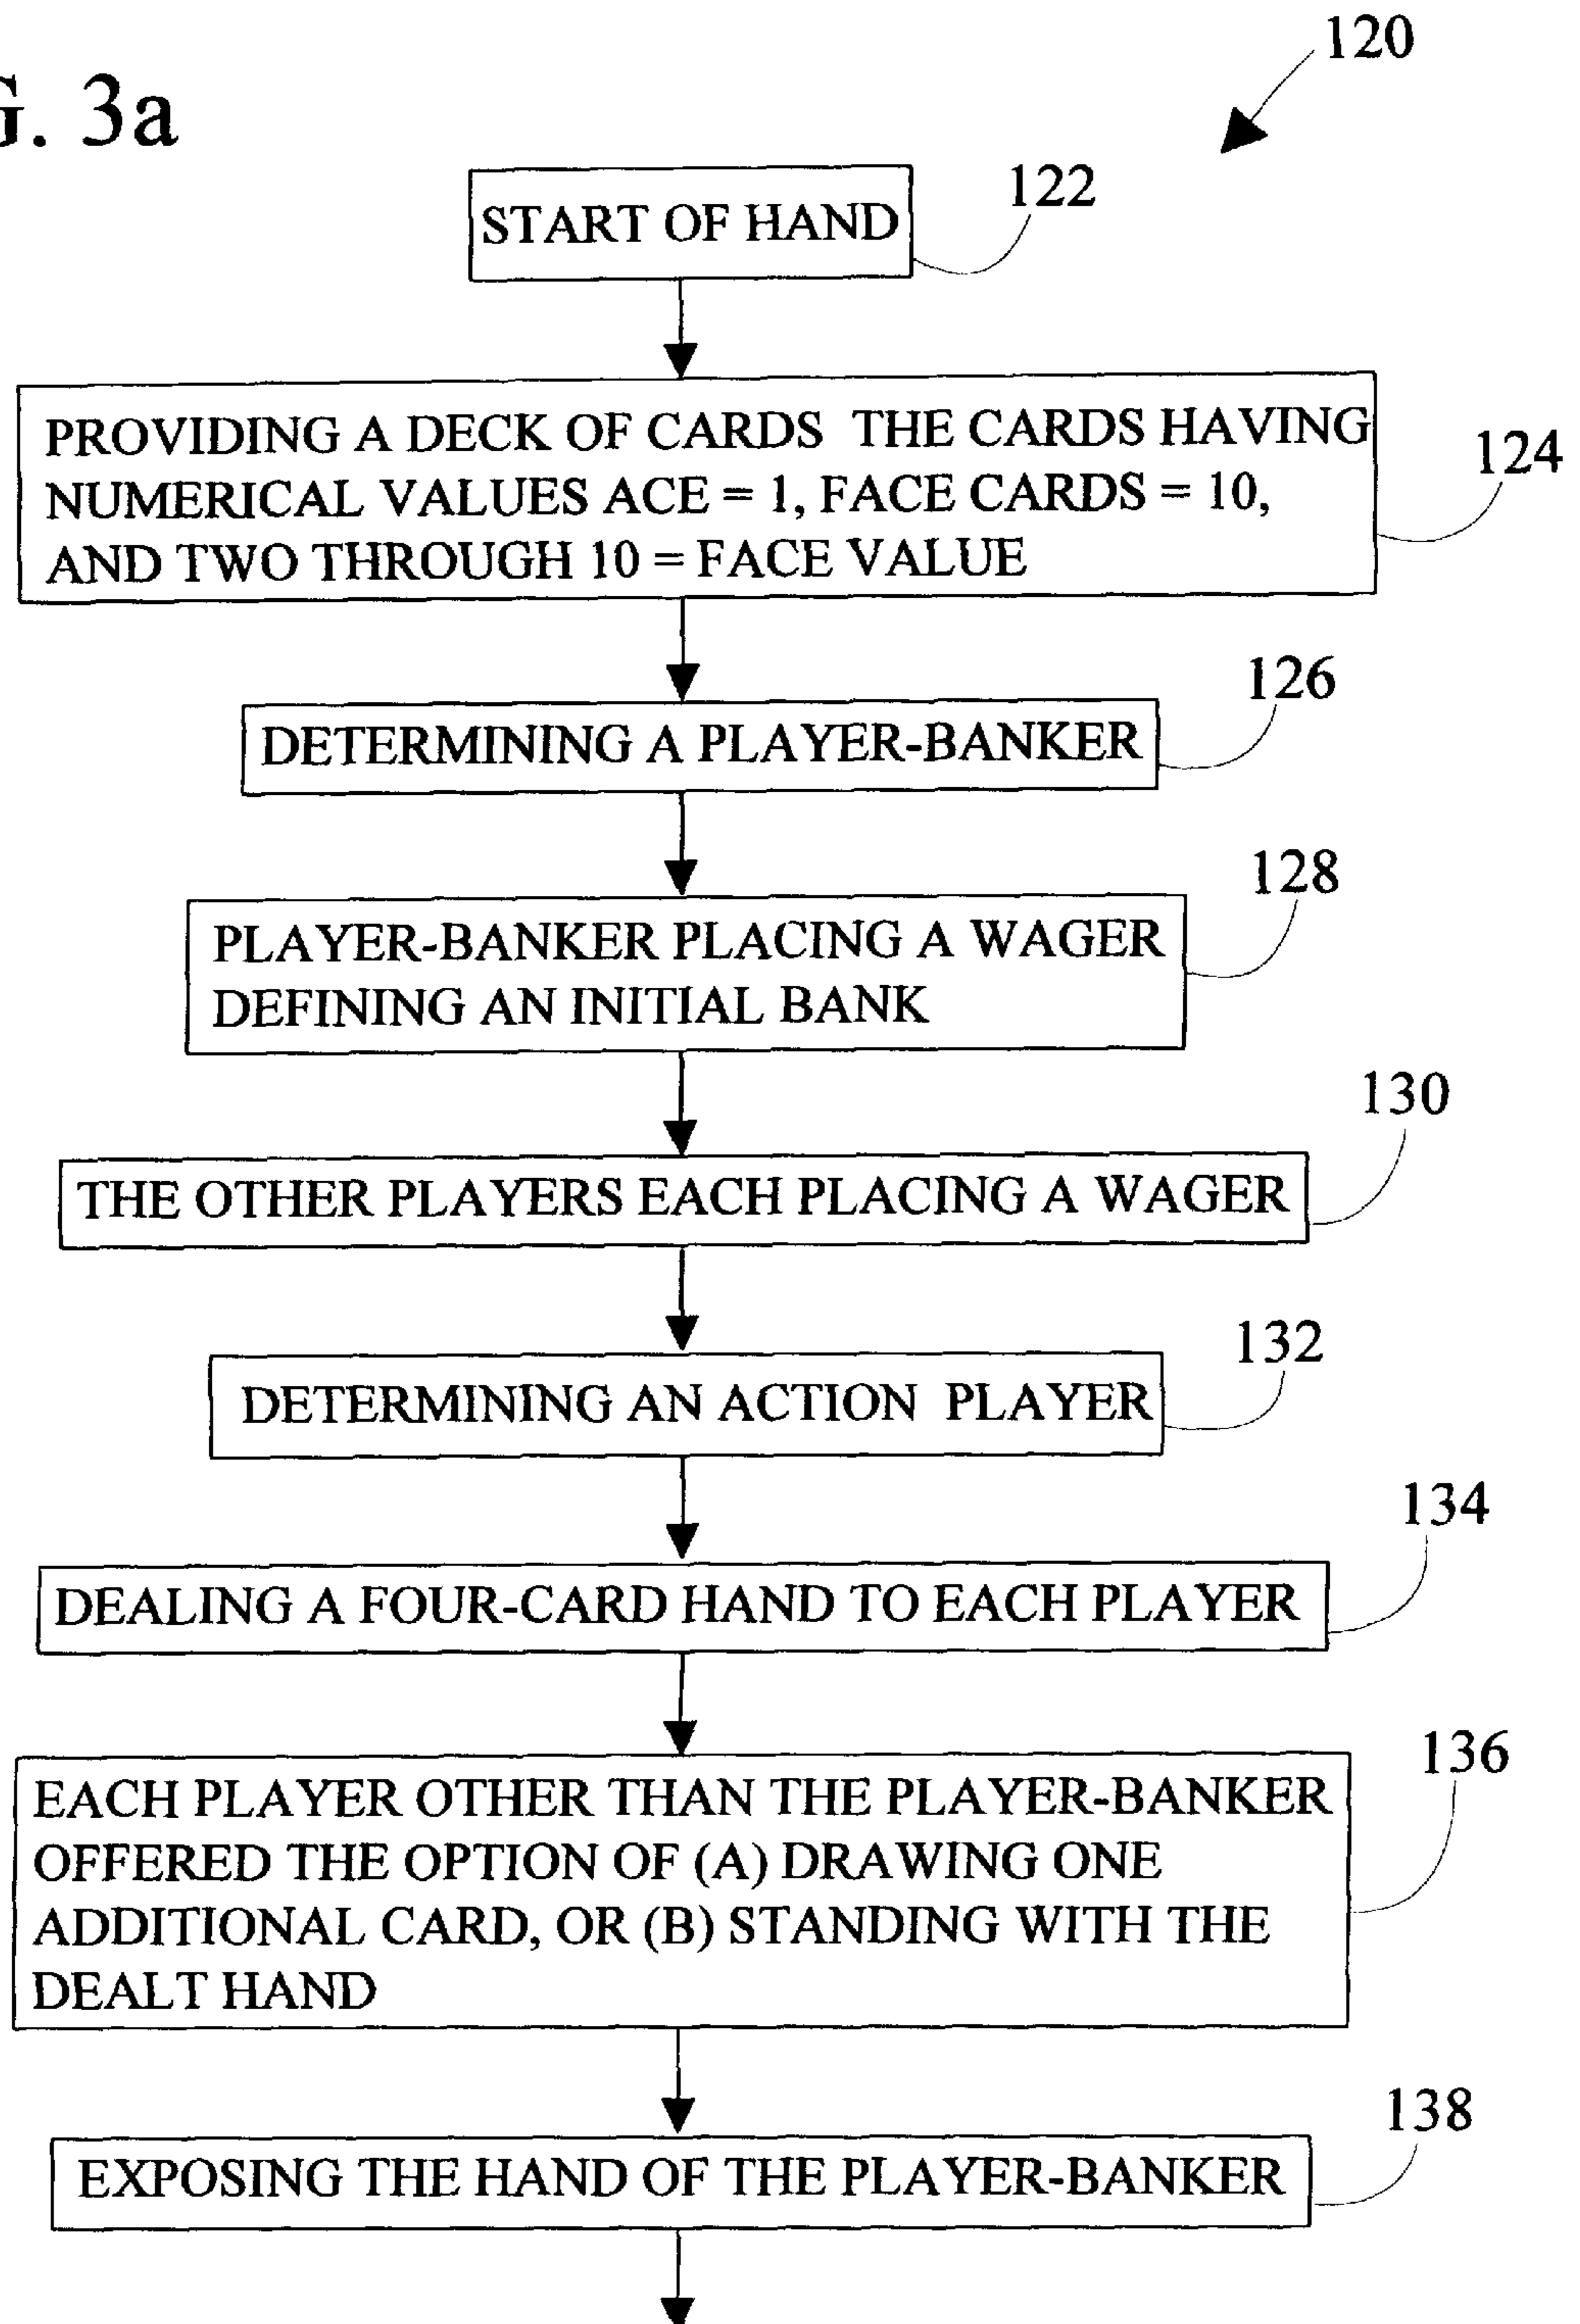 120
G. 3a
122
START OF HAND
PROVIDING A DECK OF CARDS THE CARDS HAVING
NUMERICAL VALUES ACE = 1, FACE CARDS = 10,
AND TWO THROUGH 10 = FACE VALUE
124
126
DETERMINING A PLAYER-BANKER
128
PLAYER-BANKER PLACING A WAGER
DEFINING AN INITIAL BANK
130
THE OTHER PLAYERS EACH PLACING A WAGER
132
DETERMINING AN ACTION PLAYER
134
DEALING A FOUR-CARD HAND TO EACH PLAYER
136
EACH PLAYER OTHER THAN THE PLAYER-BANKER
OFFERED THE OPTION OF (A) DRAWING ONE
ADDITIONAL CARD, OR (B) STANDING WITH THE
DEALT HAND
138
EXPOSING THE HAND OF THE PLAYER-BANKER